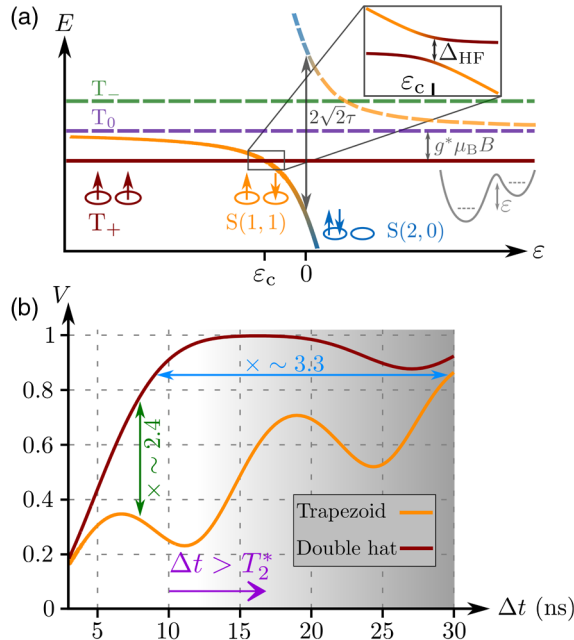 (a)
E
T₋
T₀
Δ_HF
ε_c
2√2τ
g*μ_BB
ε
T₊
S(1, 1)
S(2, 0)
ε_c
0
ε
(b)
V
1
0.8
0.6
0.4
0.2
0
× ∼ 3.3
× ∼ 2.4
Δt > T₂*
Trapezoid
Double hat
5
10
15
20
25
30
Δt (ns)